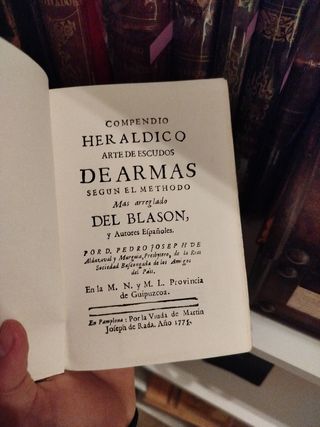 COMPENDIO
HERALDICO
ARTE DE ESCUDOS
DE ARMAS
SEGUN EL METHODO
Mas arreglado
DEL BLASON,
y Autores Españoles.
POR D. PEDRO JOSEPH DE
Aldazaval y Murguia, Presbytero, de la Real
Sociedad Bascongada de los Amigos
del Pais.
En la M. N. y M. L. Provincia
de Guipuzcoa.
En Pamplona: Por la Viuda de Martin
Joseph de Rada. Año 1775.